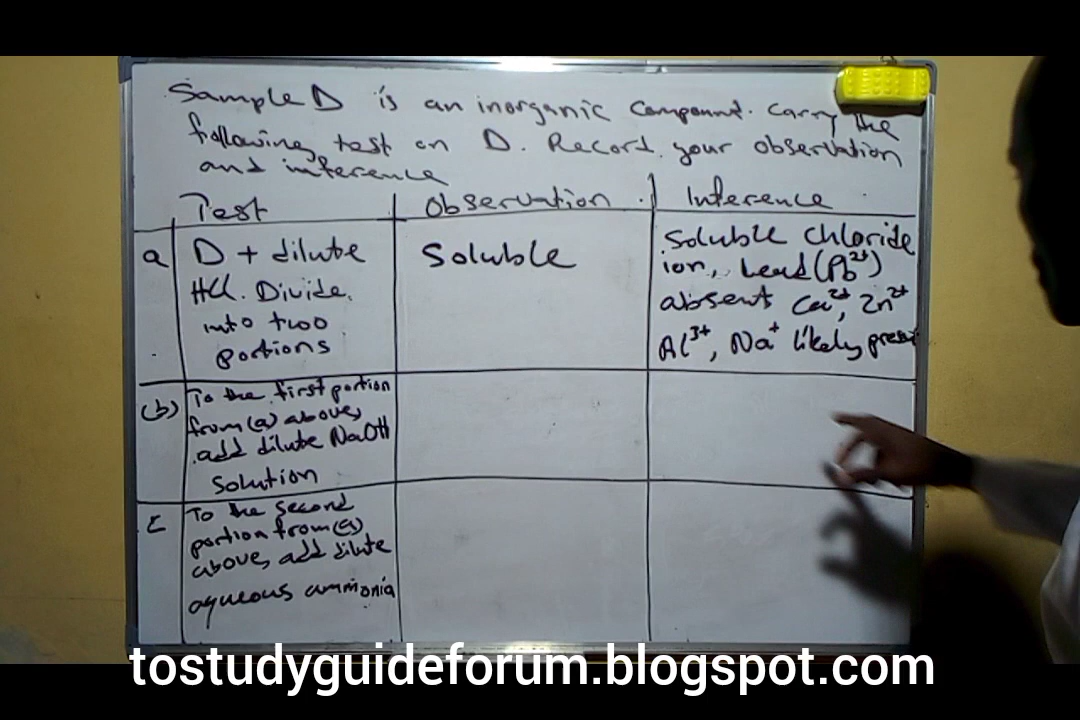 Sample D is an inorganic compound. Carry the
following test on D. Record your observation
and inference
Test Observation Inference
a D + dilute
HCl. Divide
into two
portions
Soluble
Soluble chloride
ion, Lead (Pb²⁺)
absent Ca²⁺, Zn²⁺
Al³⁺, Na⁺ likely present
(b) To the first portion
from (a) above,
add dilute NaOH
solution
c To the second
portion from (a)
above, add dilute
aqueous ammonia
tostudyguideforum.blogspot.com